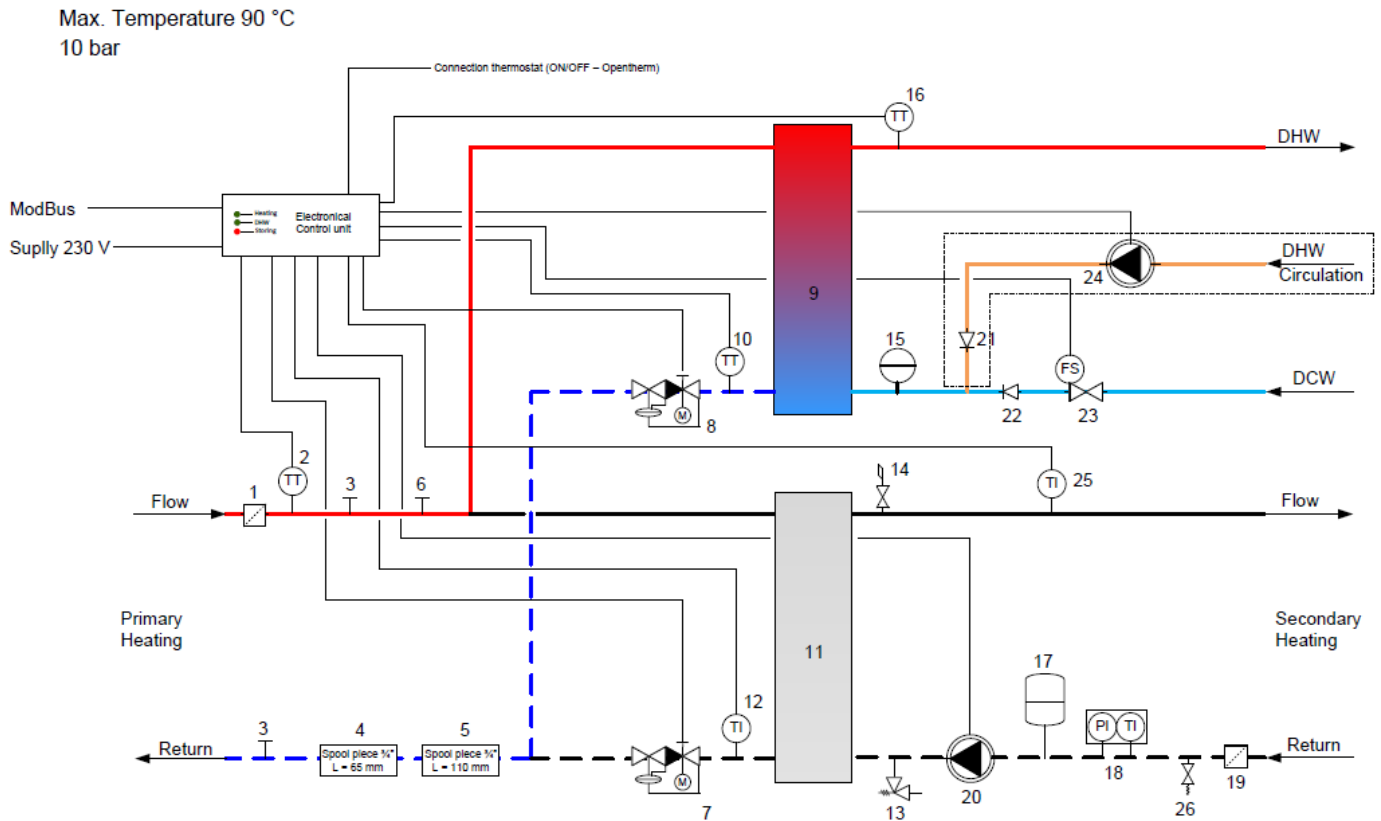 Max. Temperature 90 °C
10 bar
Connection thermostat (ON/OFF – Opentherm)
16
TT
DHW
ModBus
Heating
DHW
Storing
Electronical
Control unit
Suplly 230 V
24
DHW
Circulation
9
10
TT
15
21
FS
DCW
8
22
23
2
TT
3
6
14
TI
25
Flow
1
Flow
Primary
Heating
11
Secondary
Heating
17
12
TI
PI
TI
3
4
5
Return
Spool piece ¾"
L = 65 mm
Spool piece ¾"
L = 110 mm
Return
M
M
7
13
20
18
26
19